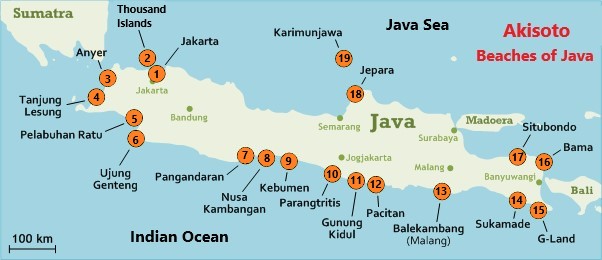 Sumatra
Thousand
Islands
Karimunjawa
Java Sea
Akisoto
Beaches of Java
Jakarta
Anyer
2
1
19
3
Jepara
4
Jakarta
18
Tanjung
Lesung
Bandung
5
Semarang
Java
Madoera
Situbondo
Pelabuhan Ratu
6
Surabaya
Bama
Ujung
Genteng
7
8
9
Jogjakarta
Malang
17
16
Pangandaran
10
11
12
Banyuwangi
Nusa
Kambangan
Kebumen
Parangtritis
13
14
15
Bali
Gunung
Kidul
Pacitan
Balekambang
(Malang)
Sukamade
G-Land
100 km
Indian Ocean